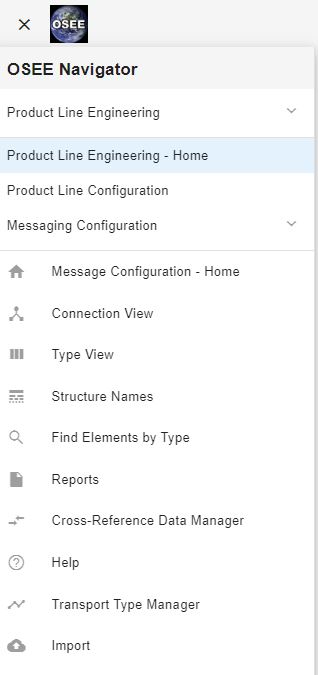 OSEE
OSEE Navigator
Product Line Engineering
Product Line Engineering - Home
Product Line Configuration
Messaging Configuration
Message Configuration - Home
Connection View
Type View
Structure Names
Find Elements by Type
Reports
Cross-Reference Data Manager
Help
Transport Type Manager
Import